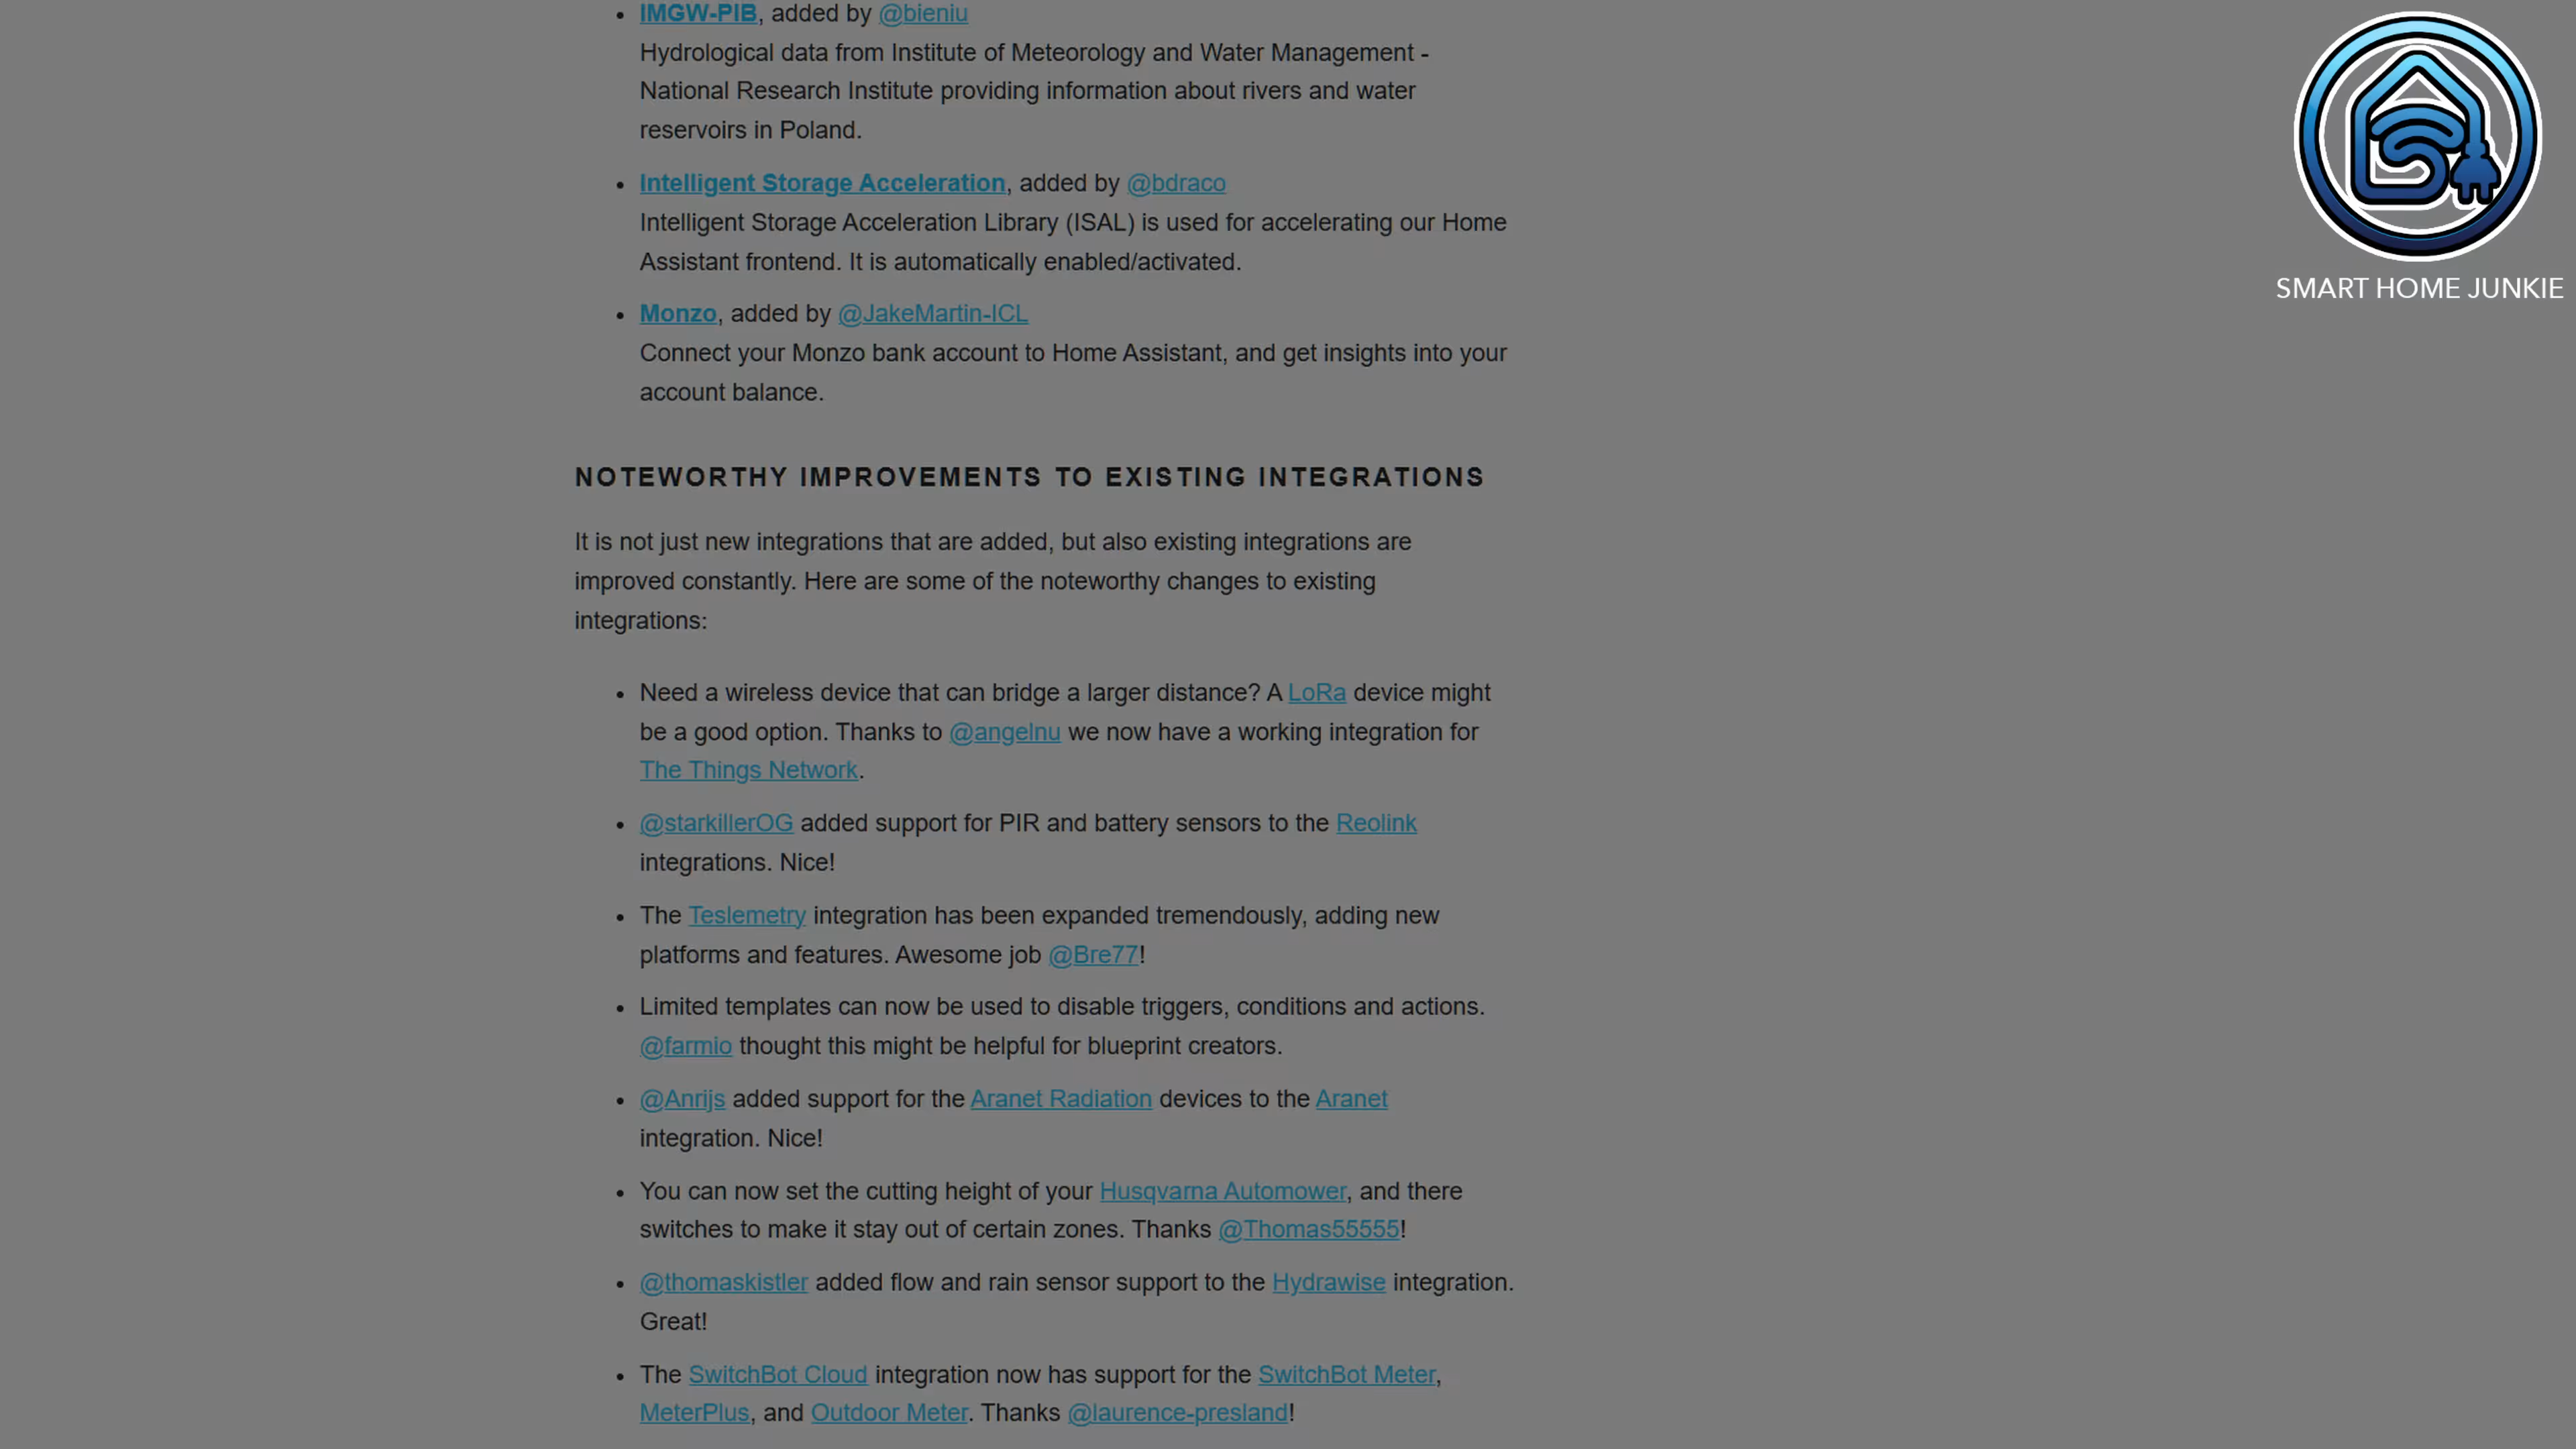 IMGW-PIB, added by @bieniu
Hydrological data from Institute of Meteorology and Water Management -
National Research Institute providing information about rivers and water
reservoirs in Poland.
Intelligent Storage Acceleration, added by @bdraco
Intelligent Storage Acceleration Library (ISAL) is used for accelerating our Home
Assistant frontend. It is automatically enabled/activated.
Monzo, added by @JakeMartin-ICL
Connect your Monzo bank account to Home Assistant, and get insights into your
account balance.
NOTEWORTHY IMPROVEMENTS TO EXISTING INTEGRATIONS
It is not just new integrations that are added, but also existing integrations are
improved constantly. Here are some of the noteworthy changes to existing
integrations:
Need a wireless device that can bridge a larger distance? A LoRa device might
be a good option. Thanks to @angelnu we now have a working integration for
The Things Network.
@starkillerOG added support for PIR and battery sensors to the Reolink
integrations. Nice!
The Teslemetry integration has been expanded tremendously, adding new
platforms and features. Awesome job @Bre77!
Limited templates can now be used to disable triggers, conditions and actions.
@farmio thought this might be helpful for blueprint creators.
@Anrijs added support for the Aranet Radiation devices to the Aranet
integration. Nice!
You can now set the cutting height of your Husqvarna Automower, and there
switches to make it stay out of certain zones. Thanks @Thomas55555!
@thomaskistler added flow and rain sensor support to the Hydrawise integration.
Great!
The SwitchBot Cloud integration now has support for the SwitchBot Meter,
MeterPlus, and Outdoor Meter. Thanks @laurence-presland!
SMART HOME JUNKIE